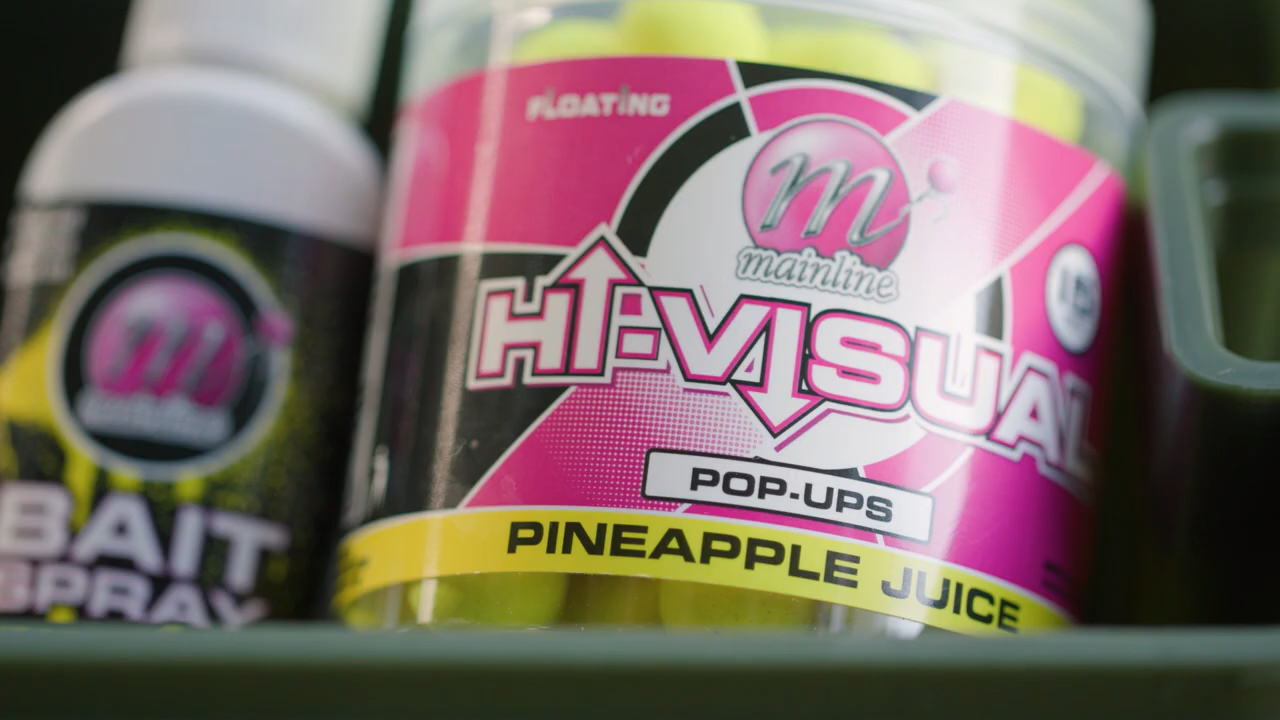 FLOATING
m
mainline
HI-VISUAL
POP-UPS
PINEAPPLE JUICE
m
BAIT
SPRAY